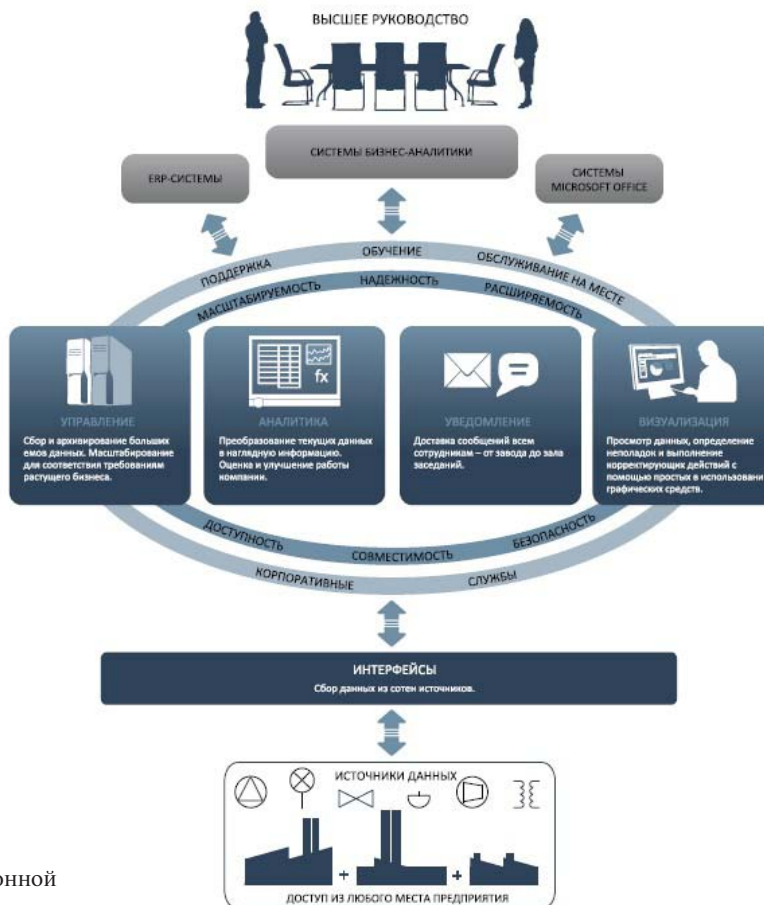 ВЫСШЕЕ РУКОВОДСТВО
СИСТЕМЫ БИЗНЕС-АНАЛИТИКИ
ERP-СИСТЕМЫ
СИСТЕМЫ
MICROSOFT OFFICE
ПОДДЕРЖКА
ОБУЧЕНИЕ
ОБСЛУЖИВАНИЕ НА МЕСТЕ
МАСШТАБИРУЕМОСТЬ
НАДЕЖНОСТЬ
РАСШИРЯЕМОСТЬ
fx
УПРАВЛЕНИЕ
Сбор и архивирование больших
емов данных. Масштабирование
для соответствия требованиям
растущего бизнеса.
АНАЛИТИКА
Преобразование текущих данных
в наглядную информацию.
Оценка и улучшение работы
компании.
УВЕДОМЛЕНИЕ
Доставка сообщений всем
сотрудникам – от завода до зала
заседаний.
ВИЗУАЛИЗАЦИЯ
Просмотр данных, определение
неполадок и выполнение
корректирующих действий с
помощью простых в использовани
графических средств.
ДОСТУПНОСТЬ
СОВМЕСТИМОСТЬ
БЕЗОПАСНОСТЬ
КОРПОРАТИВНЫЕ
СЛУЖБЫ
ИНТЕРФЕЙСЫ
Сбор данных из сотен источников.
ИСТОЧНИКИ ДАННЫХ
+ +
онной
ДОСТУП ИЗ ЛЮБОГО МЕСТА ПРЕДПРИЯТИЯ